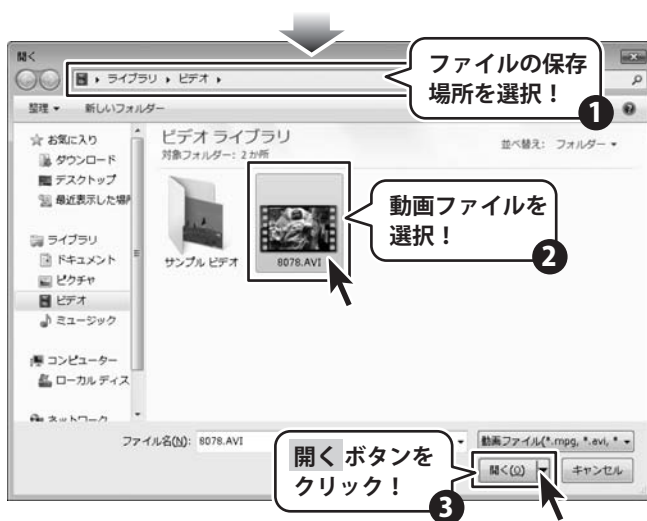 開く
ライブラリ ▸ ビデオ ▸
ファイルの保存
場所を選択！
1
整理 ▾ 新しいフォルダー
お気に入り
ダウンロード
デスクトップ
最近表示した場所
ライブラリ
ドキュメント
ピクチャ
ビデオ
ミュージック
コンピューター
ローカル ディス
ネットワーク
ビデオ ライブラリ
対象フォルダー: 2 か所
並べ替え: フォルダー ▾
サンプル ビデオ
8078.AVI
動画ファイルを
選択！
2
ファイル名(N): 8078.AVI
動画ファイル(*.mpg, *.avi, *
開く ボタンを
クリック！
3
開く(O)
キャンセル